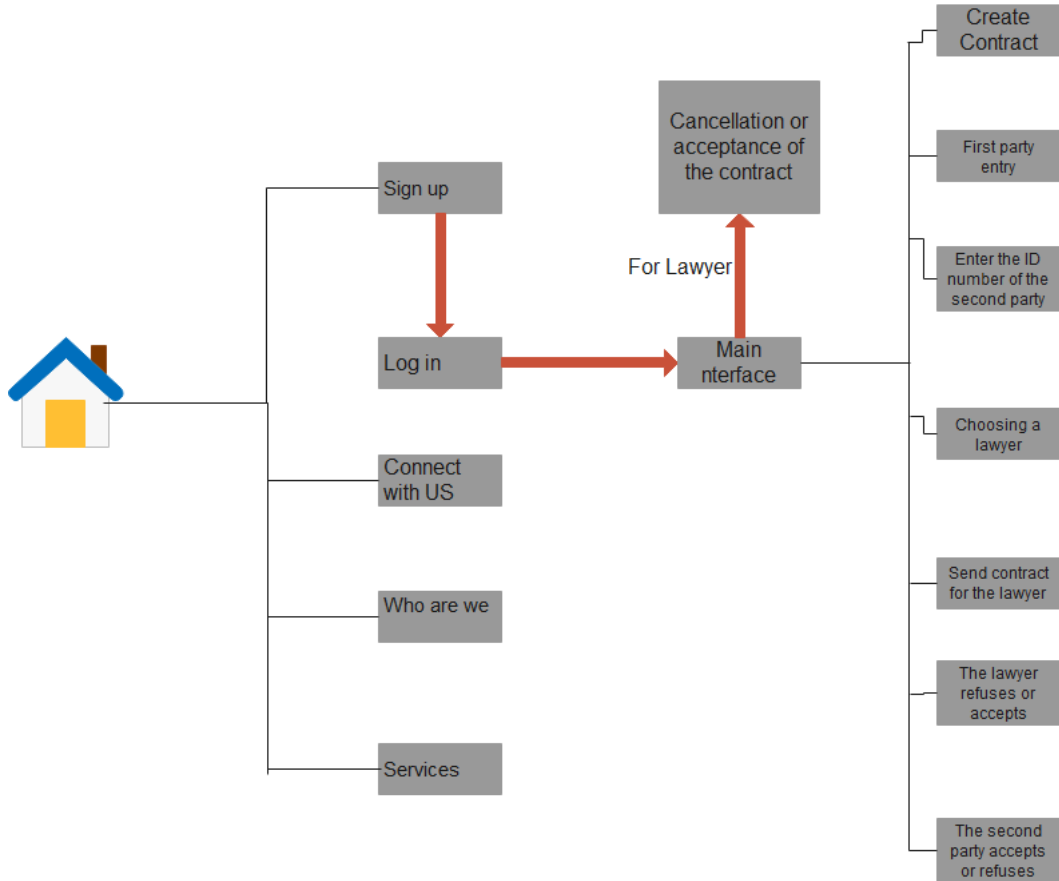 Sign up
Log in
Connect
with US
Who are we
Services
Cancellation or
acceptance of
the contract
For Lawyer
Main
nterface
Create
Contract
First party
entry
Enter the ID
number of the
second party
Choosing a
lawyer
Send contract
for the lawyer
The lawyer
refuses or
accepts
The second
party accepts
or refuses